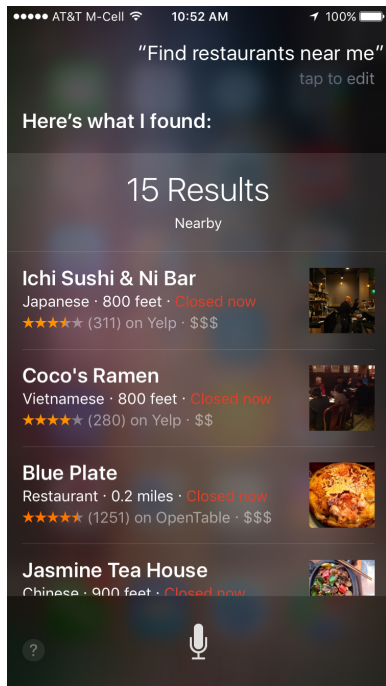 AT&T M-Cell 10:52 AM 100%
“Find restaurants near me”
tap to edit
Here’s what I found:
15 Results
Nearby
Ichi Sushi & Ni Bar
Japanese · 800 feet · Closed now
(311) on Yelp · $$$
Coco's Ramen
Vietnamese · 800 feet · Closed now
(280) on Yelp · $$
Blue Plate
Restaurant · 0.2 miles · Closed now
(1251) on OpenTable · $$$
Jasmine Tea House
Chinese · 900 feet · Closed now
?